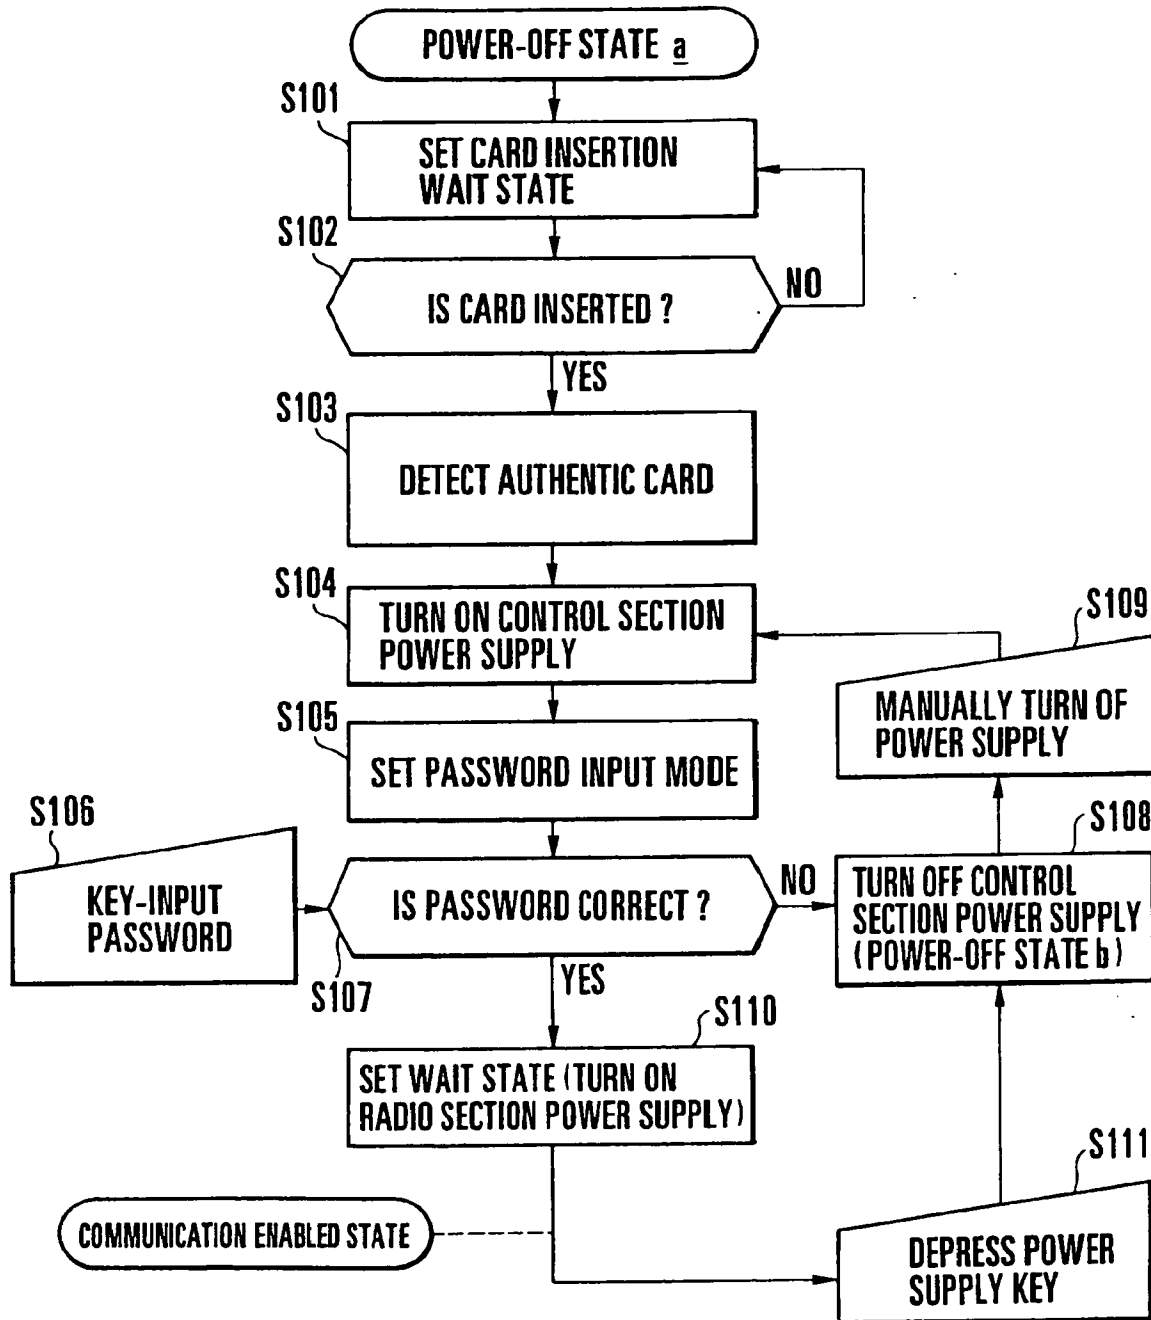 POWER-OFF STATE a
S101
SET CARD INSERTION
WAIT STATE
S102
IS CARD INSERTED ?
NO
YES
S103
DETECT AUTHENTIC CARD
S104
TURN ON CONTROL SECTION
POWER SUPPLY
S109
MANUALLY TURN OF
POWER SUPPLY
S105
SET PASSWORD INPUT MODE
S106
KEY-INPUT
PASSWORD
IS PASSWORD CORRECT ?
S107
NO
YES
S108
TURN OFF CONTROL
SECTION POWER SUPPLY
(POWER-OFF STATE b)
S110
SET WAIT STATE (TURN ON
RADIO SECTION POWER SUPPLY)
COMMUNICATION ENABLED STATE
S111
DEPRESS POWER
SUPPLY KEY